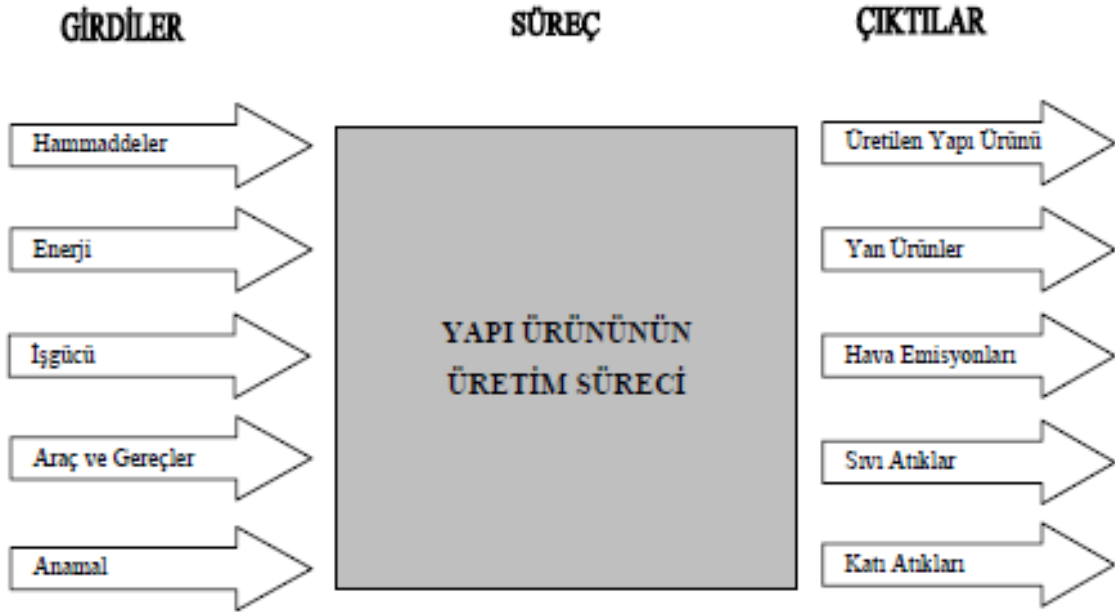 GİRDİLER
SÜREÇ
ÇIKTILAR
Hammaddeler
Enerji
İşgücü
Araç ve Gereçler
Anamal
YAPI ÜRÜNÜNÜN
ÜRETİM SÜRECİ
Üretilen Yapı Ürünü
Yan Ürünler
Hava Emisyonları
Sıvı Atıklar
Katı Atıkları